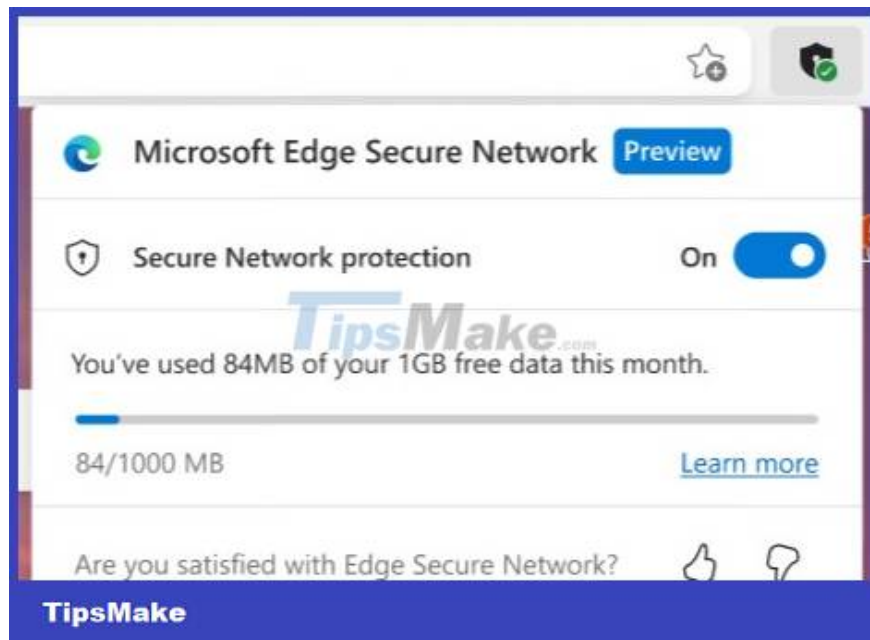 Microsoft Edge Secure Network Preview
Secure Network protection On
TipsMake.com
You've used 84MB of your 1GB free data this month.
84/1000 MB Learn more
Are you satisfied with Edge Secure Network?
TipsMake